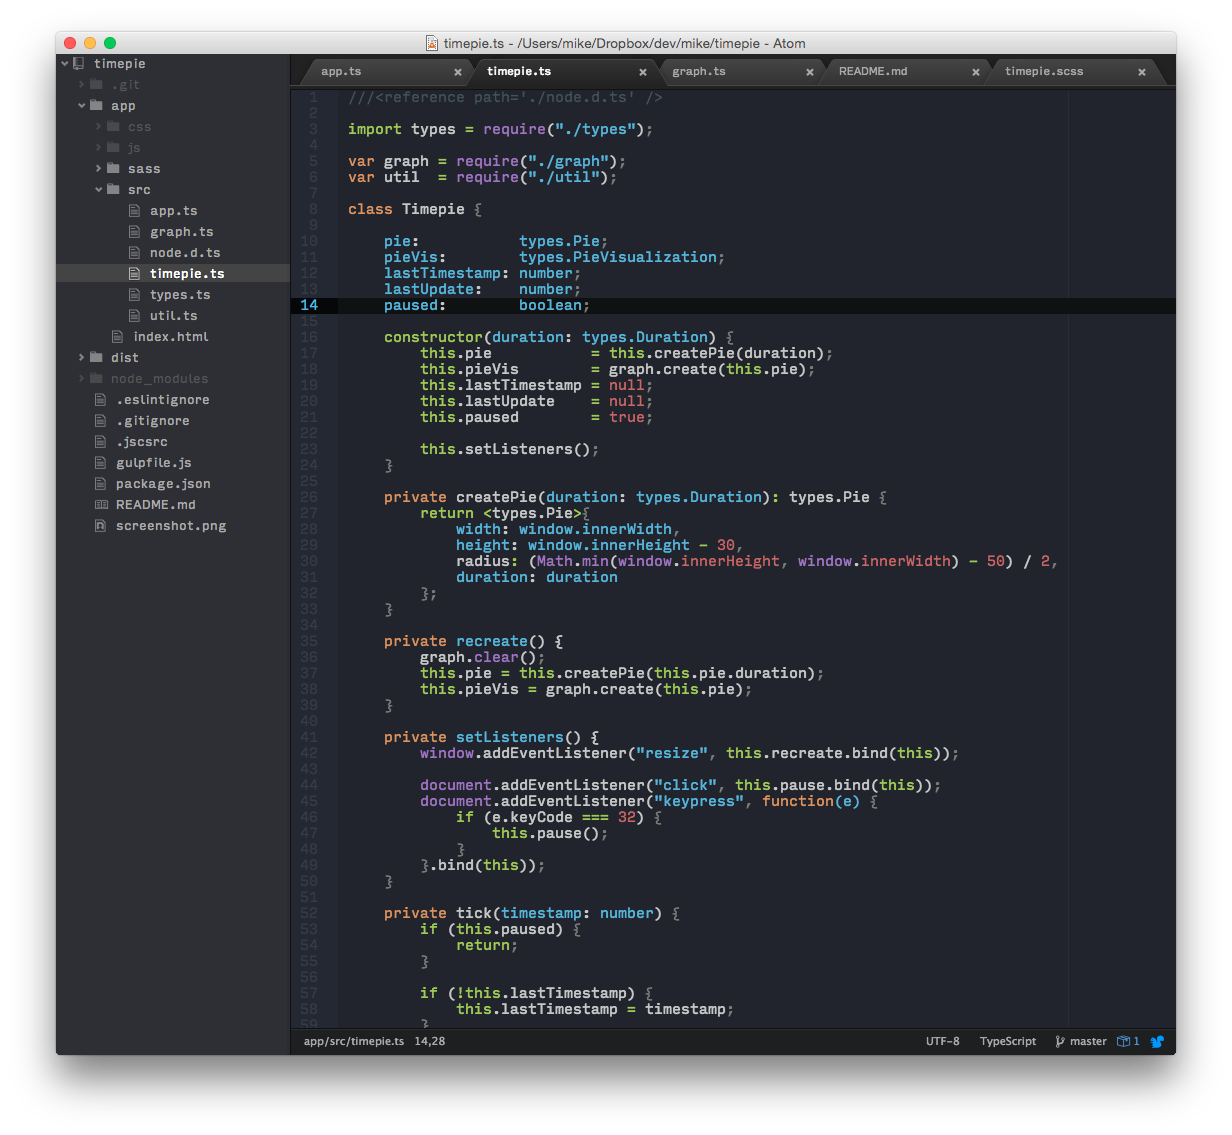 timepie.ts - /Users/mike/Dropbox/dev/mike/timepie - Atom
timepie
.git
app
css
js
sass
src
app.ts
graph.ts
node.d.ts
timepie.ts
types.ts
util.ts
index.html
dist
node_modules
.eslintignore
.gitignore
.jscsrc
gulpfile.js
package.json
README.md
screenshot.png
app.ts
timepie.ts
graph.ts
README.md
timepie.scss
1 ///<reference path='./node.d.ts' />
2
3 import types = require("./types");
4
5 var graph = require("./graph");
6 var util  = require("./util");
7
8 class Timepie {
9
10     pie:           types.Pie;
11     pieVis:        types.PieVisualization;
12     lastTimestamp: number;
13     lastUpdate:    number;
14     paused:        boolean;
15
16     constructor(duration: types.Duration) {
17         this.pie           = this.createPie(duration);
18         this.pieVis        = graph.create(this.pie);
19         this.lastTimestamp = null;
20         this.lastUpdate    = null;
21         this.paused        = true;
22
23         this.setListeners();
24     }
25
26     private createPie(duration: types.Duration): types.Pie {
27         return <types.Pie>{
28             width: window.innerWidth,
29             height: window.innerHeight - 30,
30             radius: (Math.min(window.innerHeight, window.innerWidth) - 50) / 2,
31             duration: duration
32         };
33     }
34
35     private recreate() {
36         graph.clear();
37         this.pie = this.createPie(this.pie.duration);
38         this.pieVis = graph.create(this.pie);
39     }
40
41     private setListeners() {
42         window.addEventListener("resize", this.recreate.bind(this));
43
44         document.addEventListener("click", this.pause.bind(this));
45         document.addEventListener("keypress", function(e) {
46             if (e.keyCode === 32) {
47                 this.pause();
48             }
49         }.bind(this));
50     }
51
52     private tick(timestamp: number) {
53         if (this.paused) {
54             return;
55         }
56
57         if (!this.lastTimestamp) {
58             this.lastTimestamp = timestamp;
59         }
app/src/timepie.ts 14,28
UTF-8 TypeScript master 1